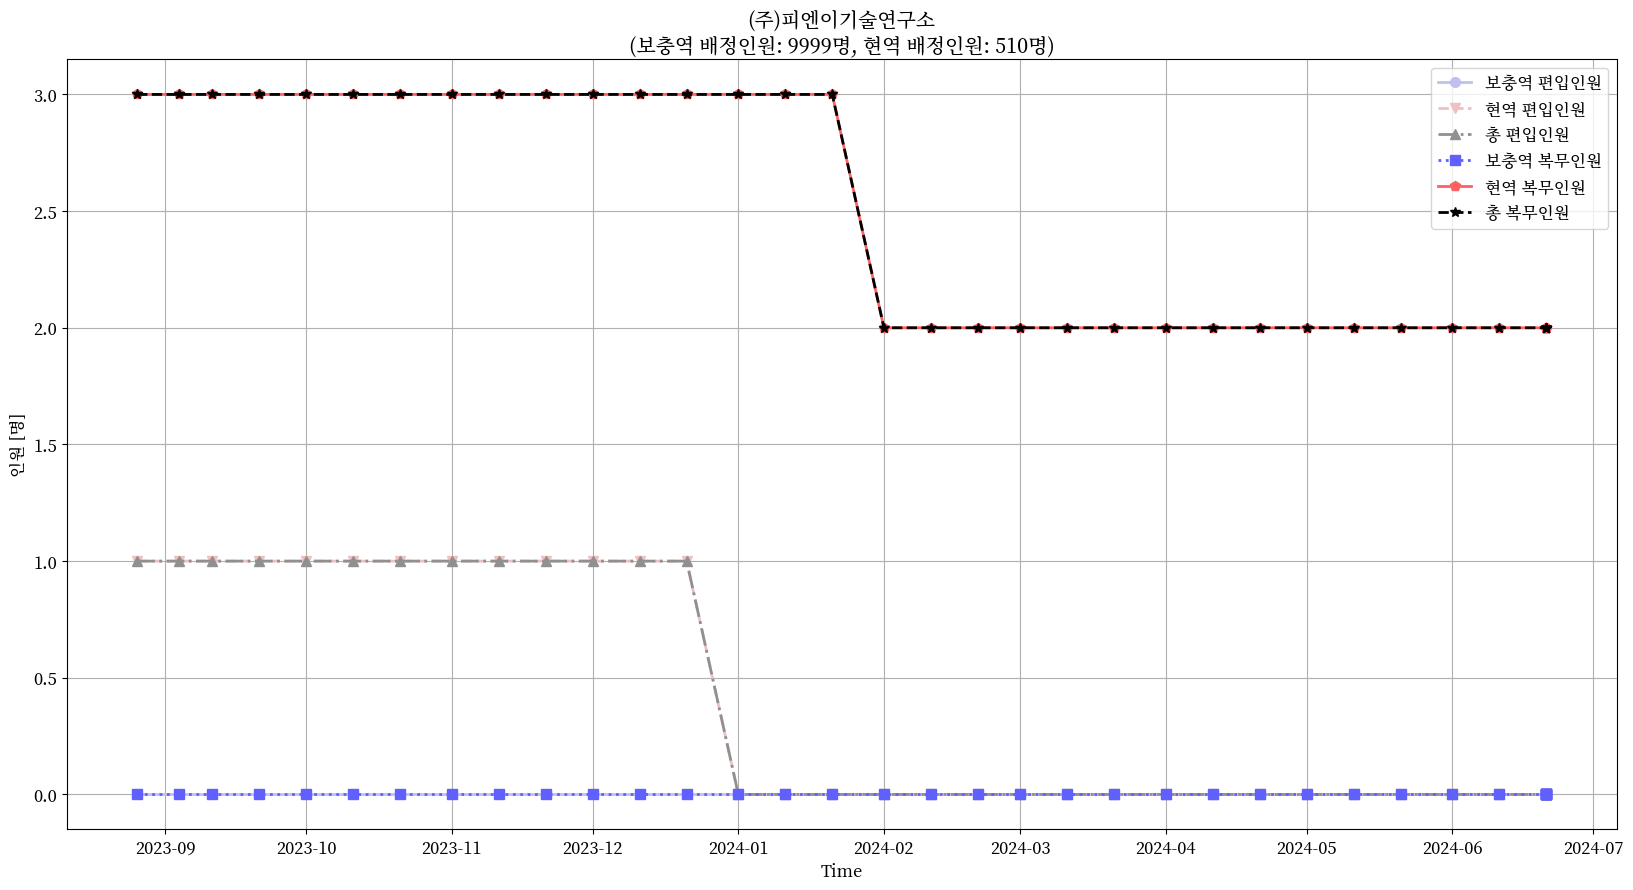 (주)피엔이기술연구소
(보충역 배정인원: 9999명, 현역 배정인원: 510명)
보충역 편입인원
현역 편입인원
총 편입인원
보충역 복무인원
현역 복무인원
총 복무인원
인원 [명]
3.0
2.5
2.0
1.5
1.0
0.5
0.0
2023-09
2023-10
2023-11
2023-12
2024-01
2024-02
2024-03
2024-04
2024-05
2024-06
2024-07
Time